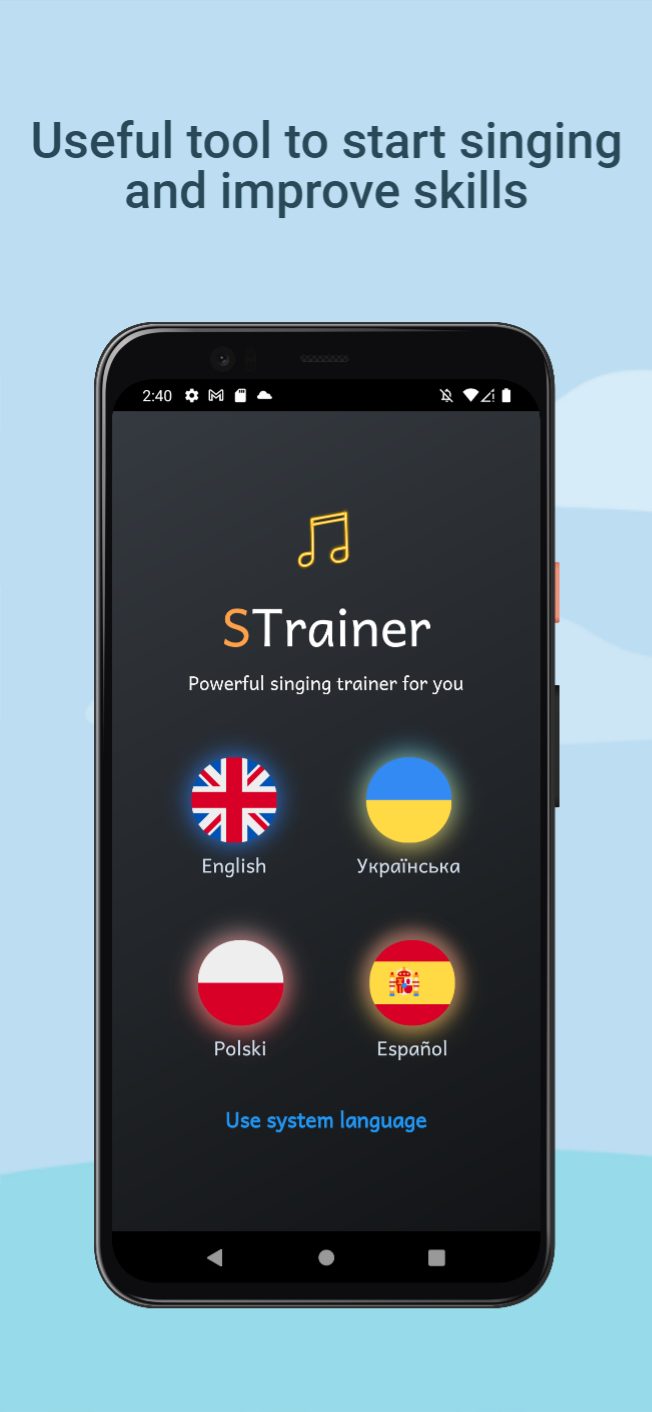 Useful tool to start singing
and improve skills
2:40
STrainer
Powerful singing trainer for you
English
Українська
Polski
Español
Use system language